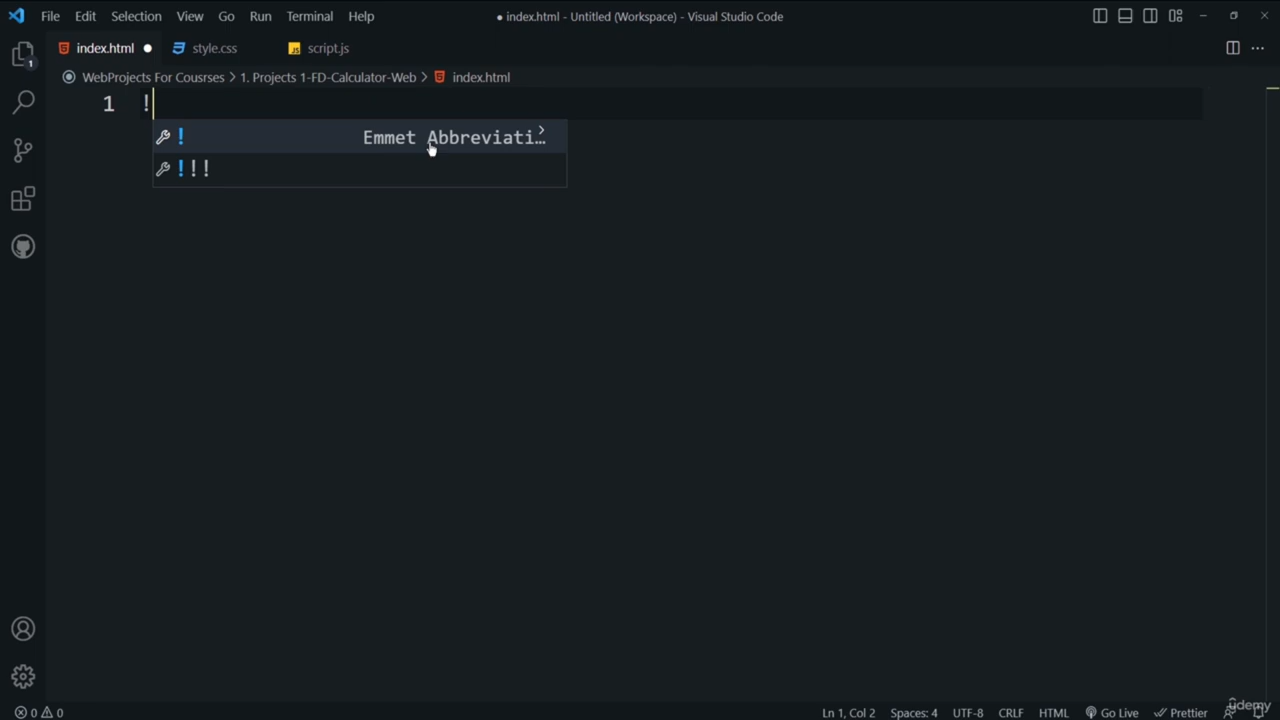 File Edit Selection View Go Run Terminal Help
● index.html - Untitled (Workspace) - Visual Studio Code
index.html ● style.css script.js
WebProjects For Cousrses > 1. Projects 1-FD-Calculator-Web > index.html
1
1 !
! Emmet Abbreviati…
!!!
0 0
Ln 1, Col 2 Spaces: 4 UTF-8 CRLF HTML Go Live Prettier
ûdemy